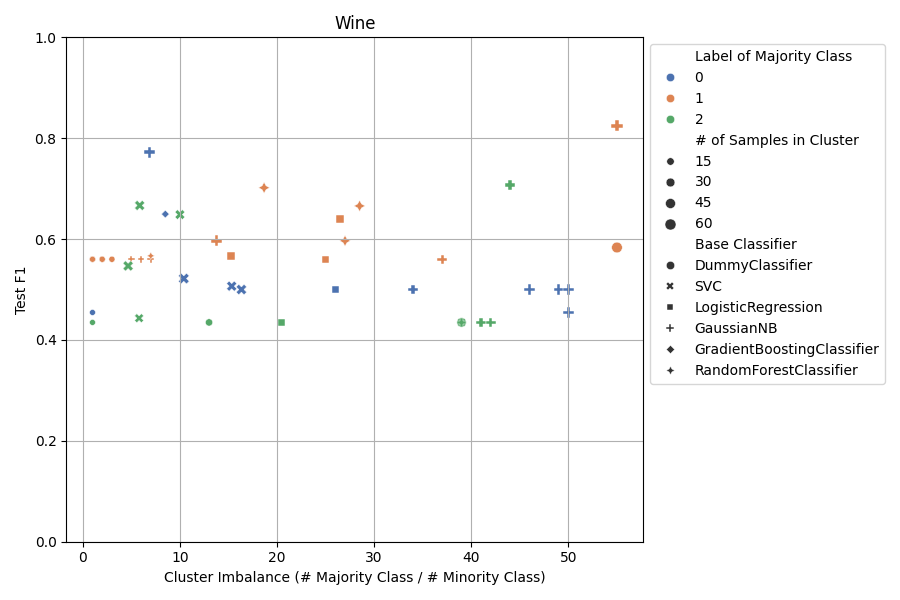 Wine
1.0
0.8
0.6
0.4
0.2
0.0
Test F1
0 10 20 30 40 50
Cluster Imbalance (# Majority Class / # Minority Class)
Label of Majority Class
0
1
2
# of Samples in Cluster
15
30
45
60
Base Classifier
DummyClassifier
SVC
LogisticRegression
GaussianNB
GradientBoostingClassifier
RandomForestClassifier